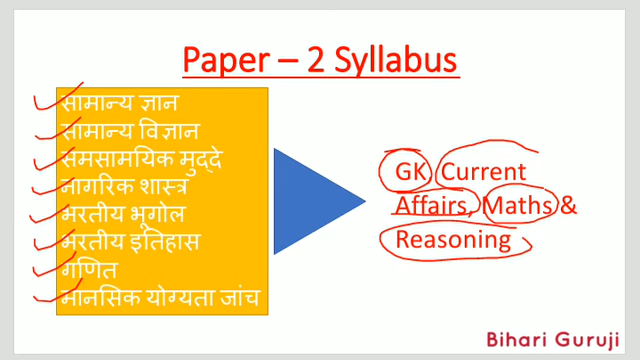 Paper – 2 Syllabus
सामान्य ज्ञान
सामान्य विज्ञान
समसामयिक मुद्दे
नागरिक शास्त्र
भरतीय भूगोल
भरतीय इतिहास
गणित
मानसिक योग्यता जांच
GK Current
Affairs, Maths &
Reasoning
Bihari Guruji